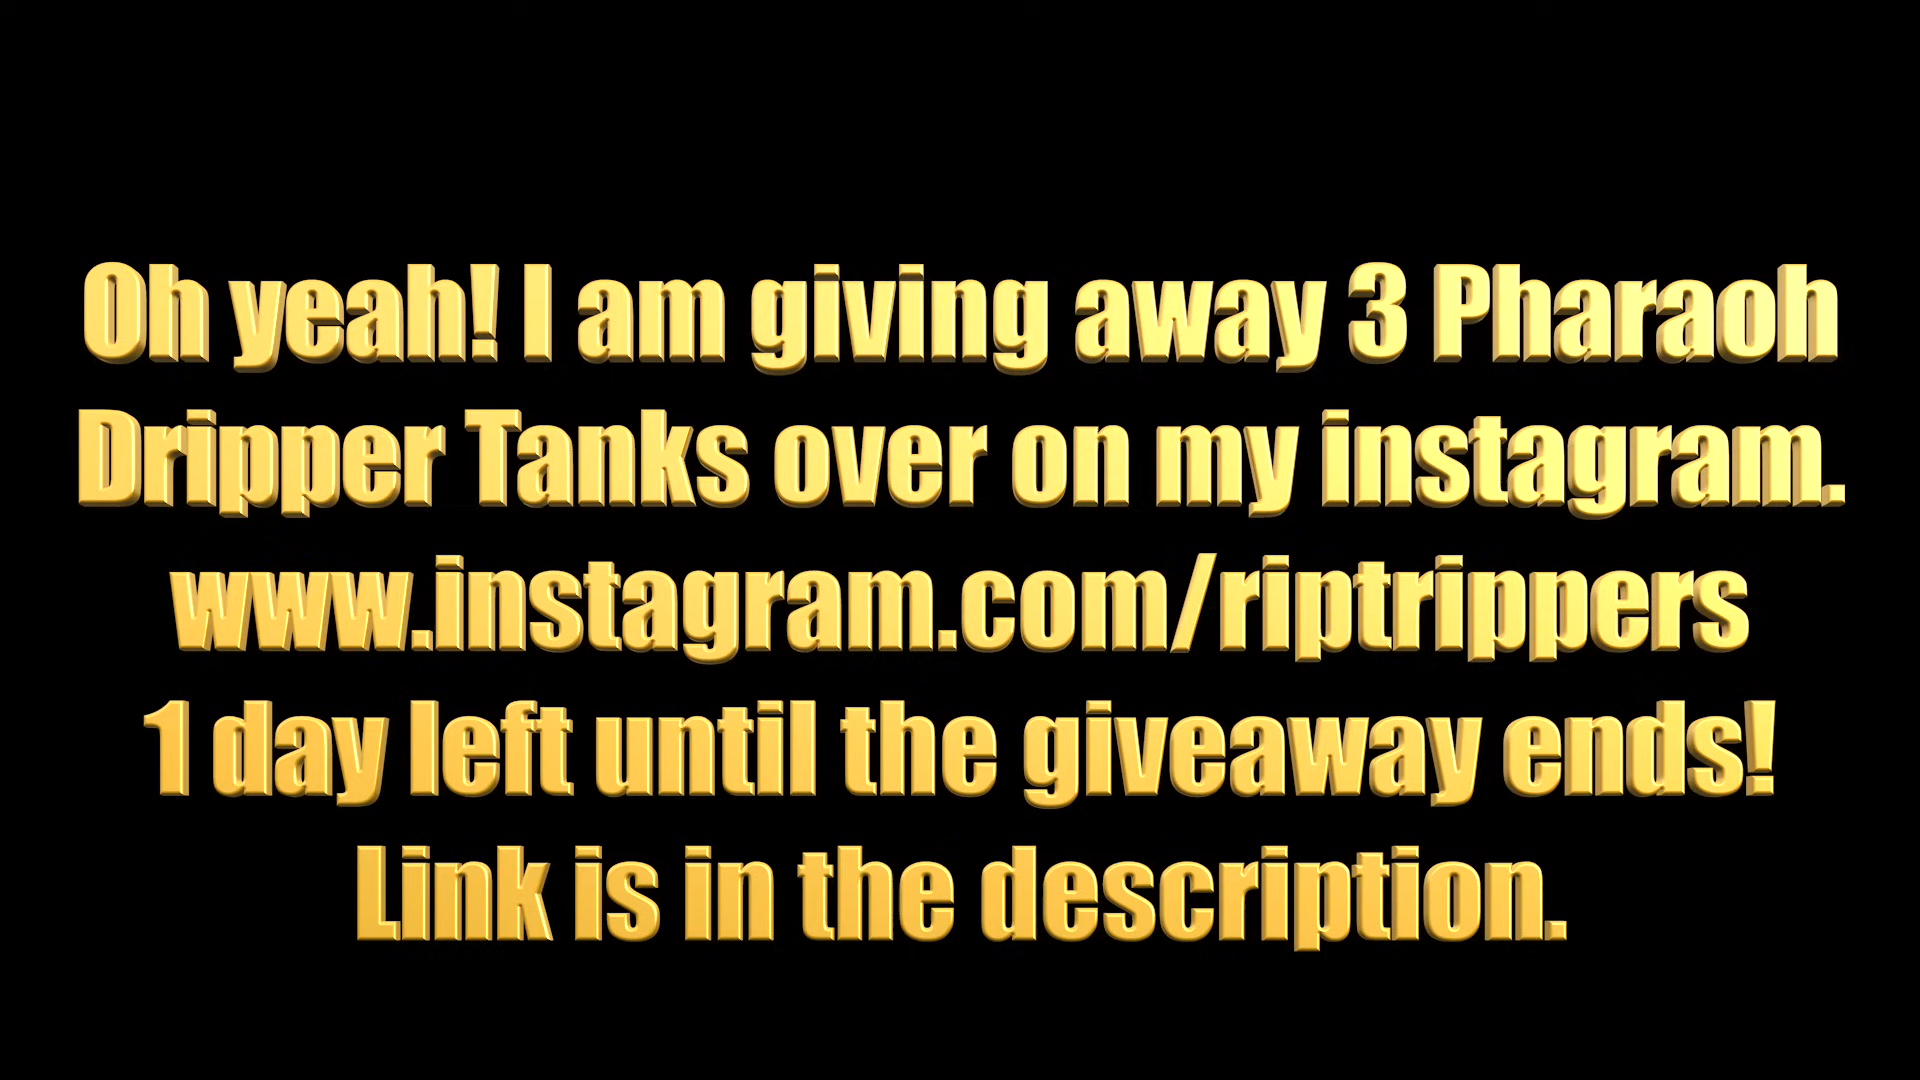 Oh yeah! I am giving away 3 Pharaoh
Dripper Tanks over on my instagram.
www.instagram.com/riptrippers
1 day left until the giveaway ends!
Link is in the description.